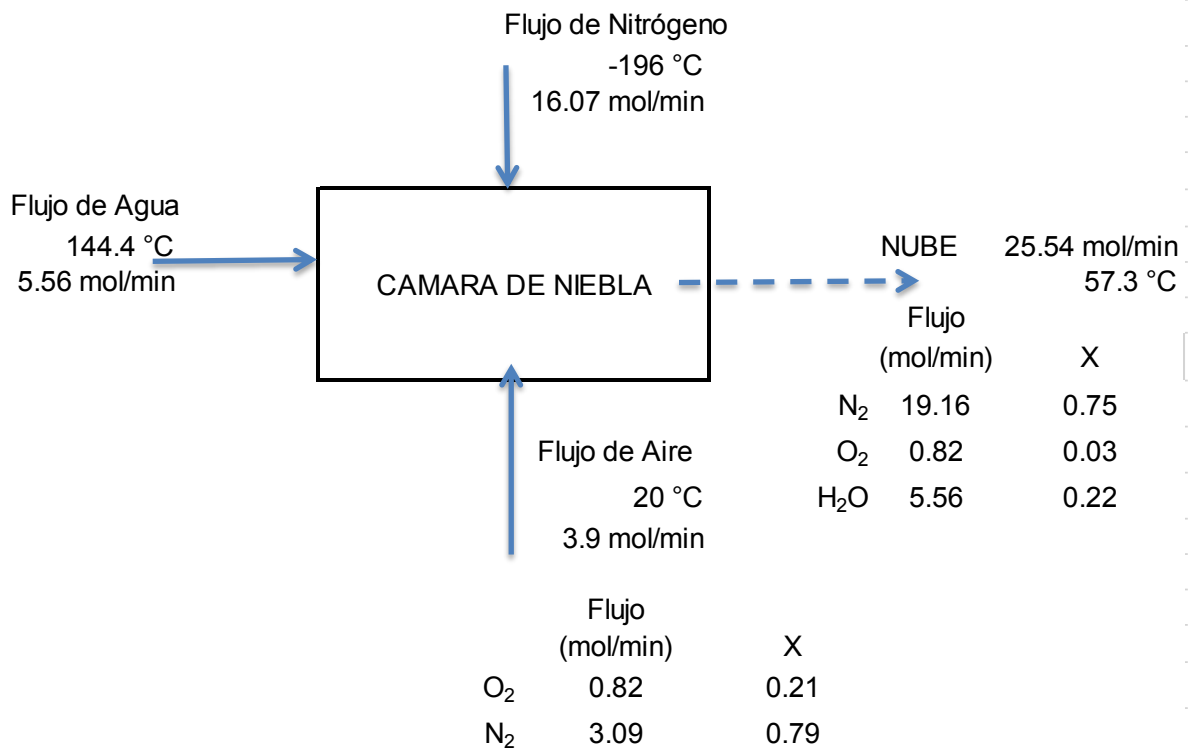 Flujo de Nitrógeno
-196 °C
16.07 mol/min
Flujo de Agua
144.4 °C
5.56 mol/min
CAMARA DE NIEBLA
NUBE 25.54 mol/min
57.3 °C
Flujo
(mol/min) X
N₂ 19.16 0.75
O₂ 0.82 0.03
H₂O 5.56 0.22
Flujo de Aire
20 °C
3.9 mol/min
Flujo
(mol/min) X
O₂ 0.82 0.21
N₂ 3.09 0.79